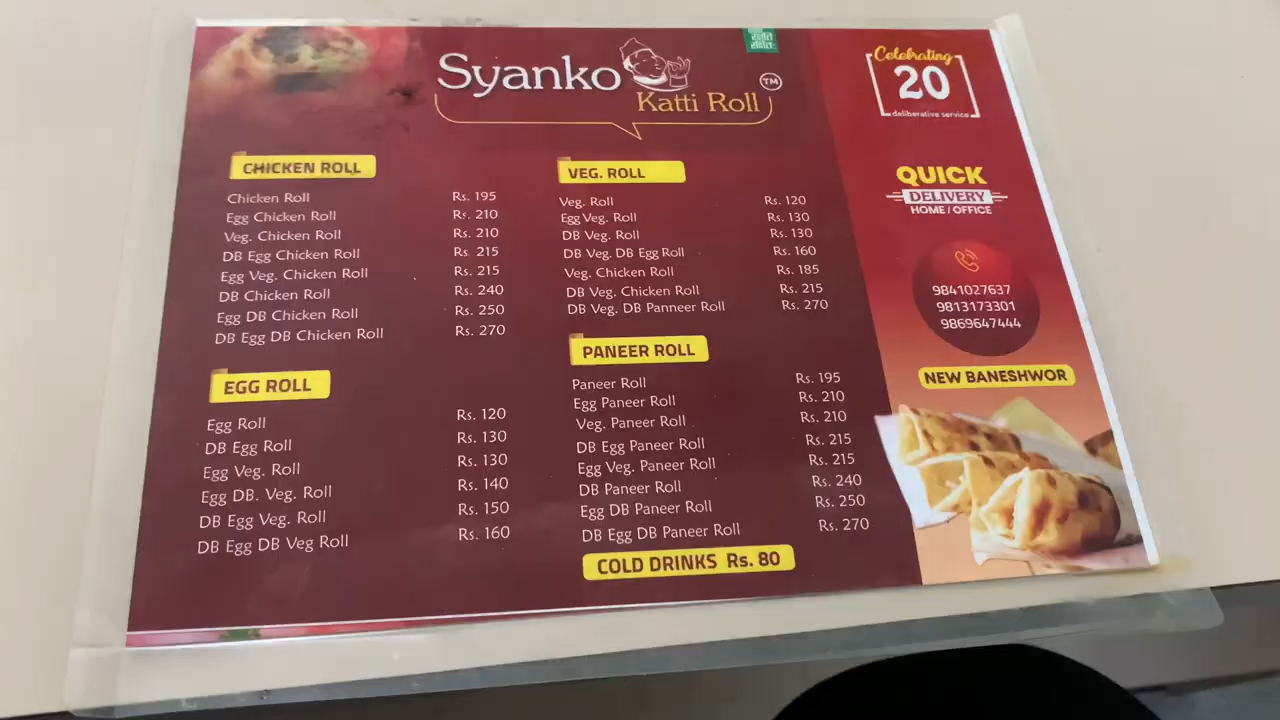 Syanko
Katti Roll
TM
CHICKEN ROLL
Chicken Roll Rs. 195
Egg Chicken Roll Rs. 210
Veg. Chicken Roll Rs. 210
DB Egg Chicken Roll Rs. 215
Egg Veg. Chicken Roll Rs. 215
DB Chicken Roll Rs. 240
Egg DB Chicken Roll Rs. 250
DB Egg DB Chicken Roll Rs. 270
EGG ROLL
Egg Roll Rs. 120
DB Egg Roll Rs. 130
Egg Veg. Roll Rs. 130
Egg DB. Veg. Roll Rs. 140
DB Egg Veg. Roll Rs. 150
DB Egg DB Veg Roll Rs. 160
VEG. ROLL
Veg. Roll Rs. 120
Egg Veg. Roll Rs. 130
DB Veg. Roll Rs. 130
DB Veg. DB Egg Roll Rs. 160
Veg. Chicken Roll Rs. 185
DB Veg. Chicken Roll Rs. 215
DB Veg. DB Panneer Roll Rs. 270
PANEER ROLL
Paneer Roll Rs. 195
Egg Paneer Roll Rs. 210
Veg. Paneer Roll Rs. 210
DB Egg Paneer Roll Rs. 215
Egg Veg. Paneer Roll Rs. 215
DB Paneer Roll Rs. 240
Egg DB Paneer Roll Rs. 250
DB Egg DB Paneer Roll Rs. 270
COLD DRINKS Rs. 80
Celebrating
20
deliberative service
QUICK
DELIVERY
HOME / OFFICE
9841027637
9813173301
9869647444
NEW BANESHWOR